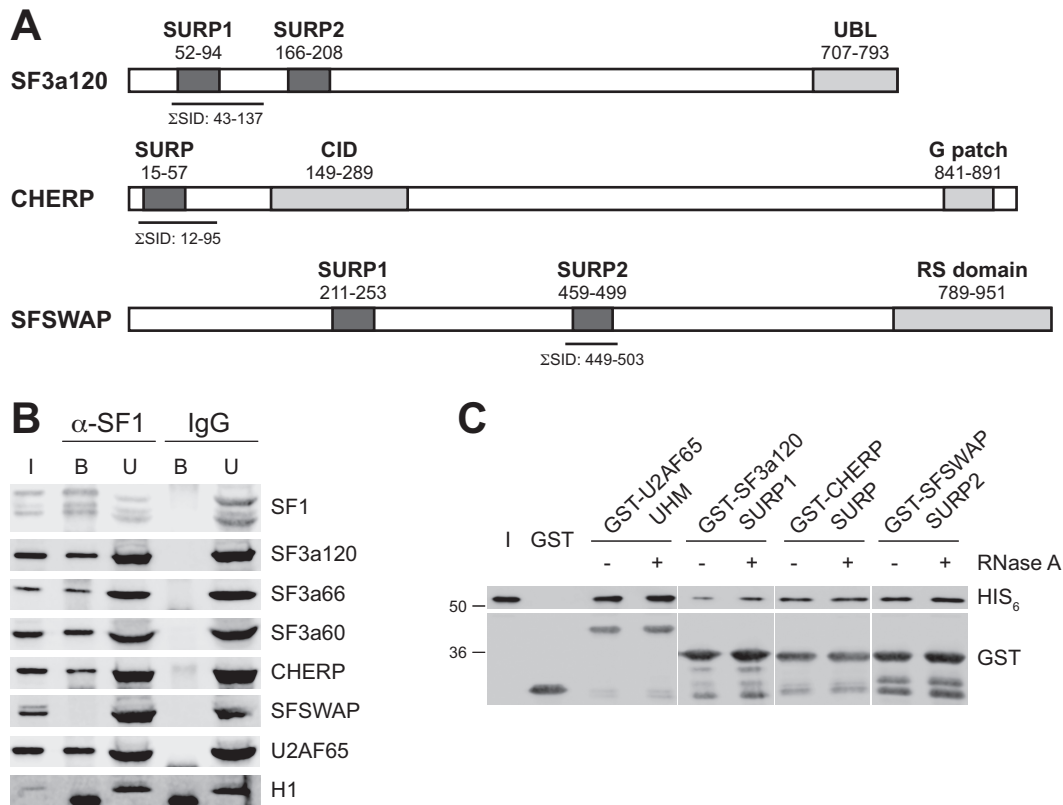 A
SURP1 SURP2 UBL
52-94 166-208 707-793
SF3a120
ΣSID: 43-137
SURP CID G patch
15-57 149-289 841-891
CHERP
ΣSID: 12-95
SURP1 SURP2 RS domain
211-253 459-499 789-951
SFSWAP
ΣSID: 449-503
B
α-SF1 IgG
I B U B U
SF1
SF3a120
SF3a66
SF3a60
CHERP
SFSWAP
U2AF65
H1
C
I GST GST-U2AF65 UHM GST-SF3a120 SURP1 GST-CHERP SURP GST-SFSWAP SURP2
- + - + - + - + RNase A
50 HIS₆
36 GST